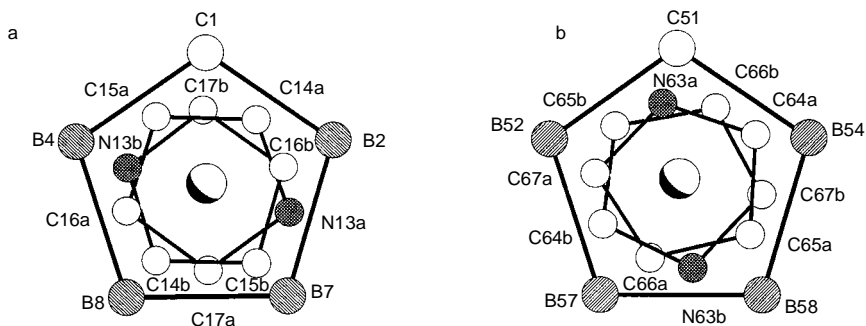 a
C1
C15a
C17b
C14a
B4
N13b
C16b
B2
C16a
N13a
C14b
C15b
B8
C17a
B7
b
C51
N63a
C66b
C65b
C64a
B52
B54
C67a
C67b
C64b
C65a
C66a
B57
N63b
B58